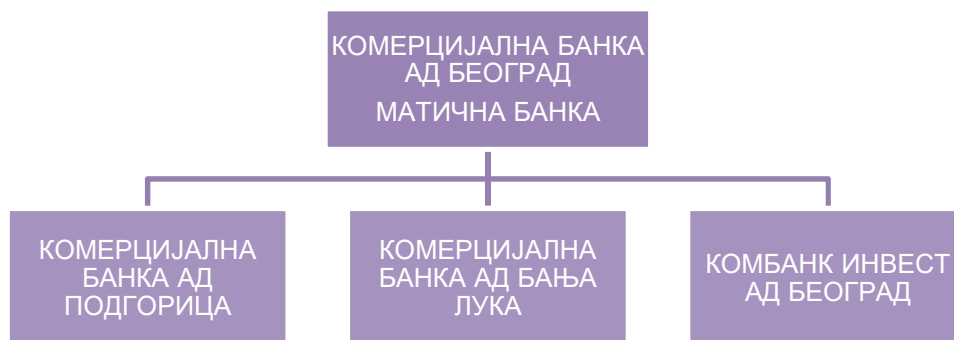 КОМЕРЦИЈАЛНА БАНКА
АД БЕОГРАД
МАТИЧНА БАНКА
КОМЕРЦИЈАЛНА
БАНКА АД
ПОДГОРИЦА
КОМЕРЦИЈАЛНА
БАНКА АД БАЊА
ЛУКА
КОМБАНК ИНВЕСТ
АД БЕОГРАД